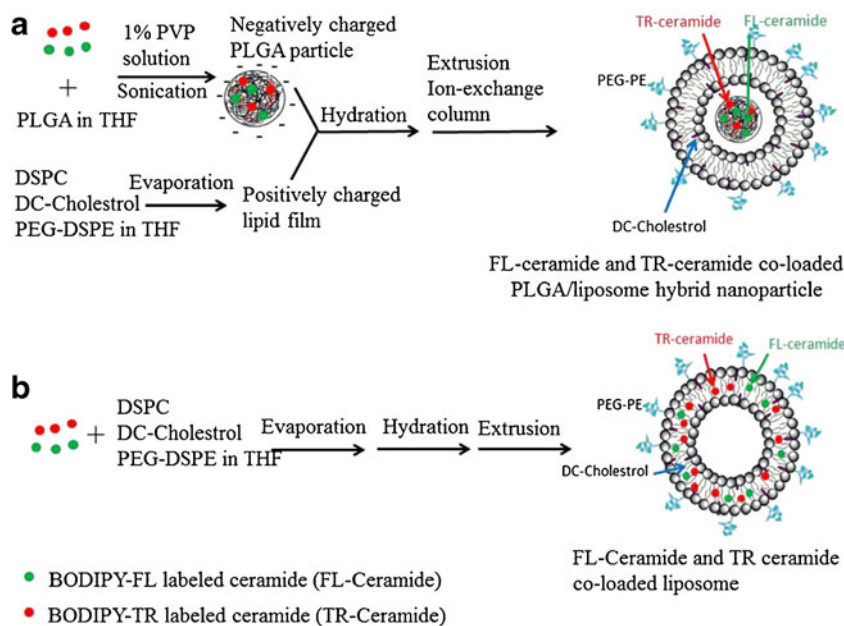 a
1% PVP
solution
Sonication
+
PLGA in THF
Negatively charged
PLGA particle
DSPC
DC-Cholestrol
PEG-DSPE in THF
Evaporation
Positively charged
lipid film
Hydration
Extrusion
Ion-exchange
column
TR-ceramide
FL-ceramide
PEG-PE
DC-Cholestrol
FL-ceramide and TR-ceramide co-loaded
PLGA/liposome hybrid nanoparticle
b
+
DSPC
DC-Cholestrol
PEG-DSPE in THF
Evaporation
Hydration
Extrusion
TR-ceramide
FL-ceramide
PEG-PE
DC-Cholestrol
FL-Ceramide and TR ceramide
co-loaded liposome
BODIPY-FL labeled ceramide (FL-Ceramide)
BODIPY-TR labeled ceramide (TR-Ceramide)